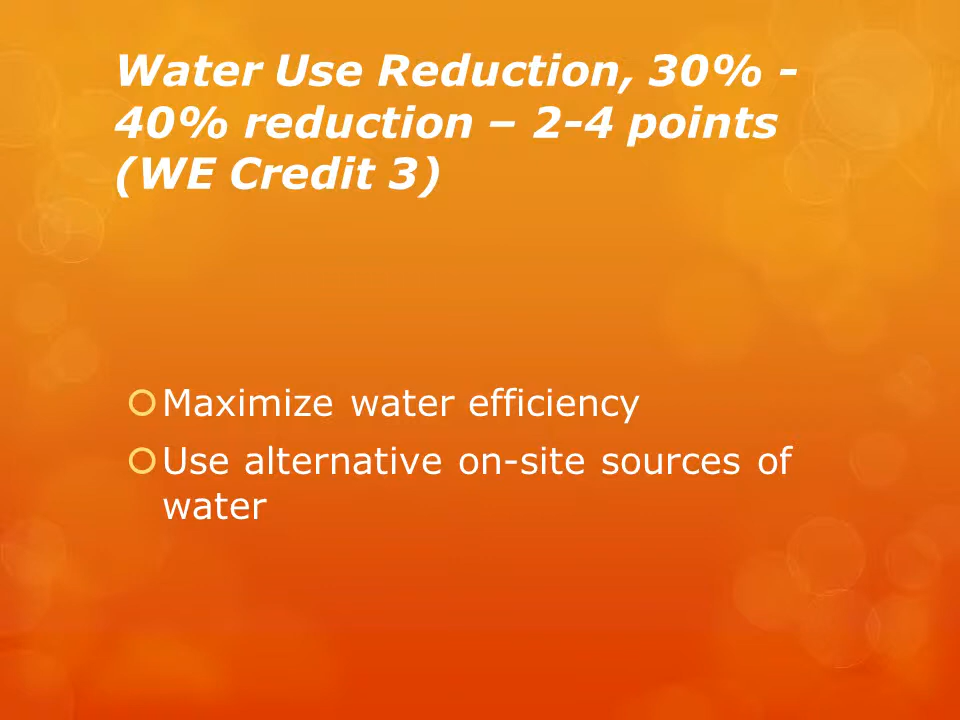 Water Use Reduction, 30% -
40% reduction – 2-4 points
(WE Credit 3)
Maximize water efficiency
Use alternative on-site sources of
water